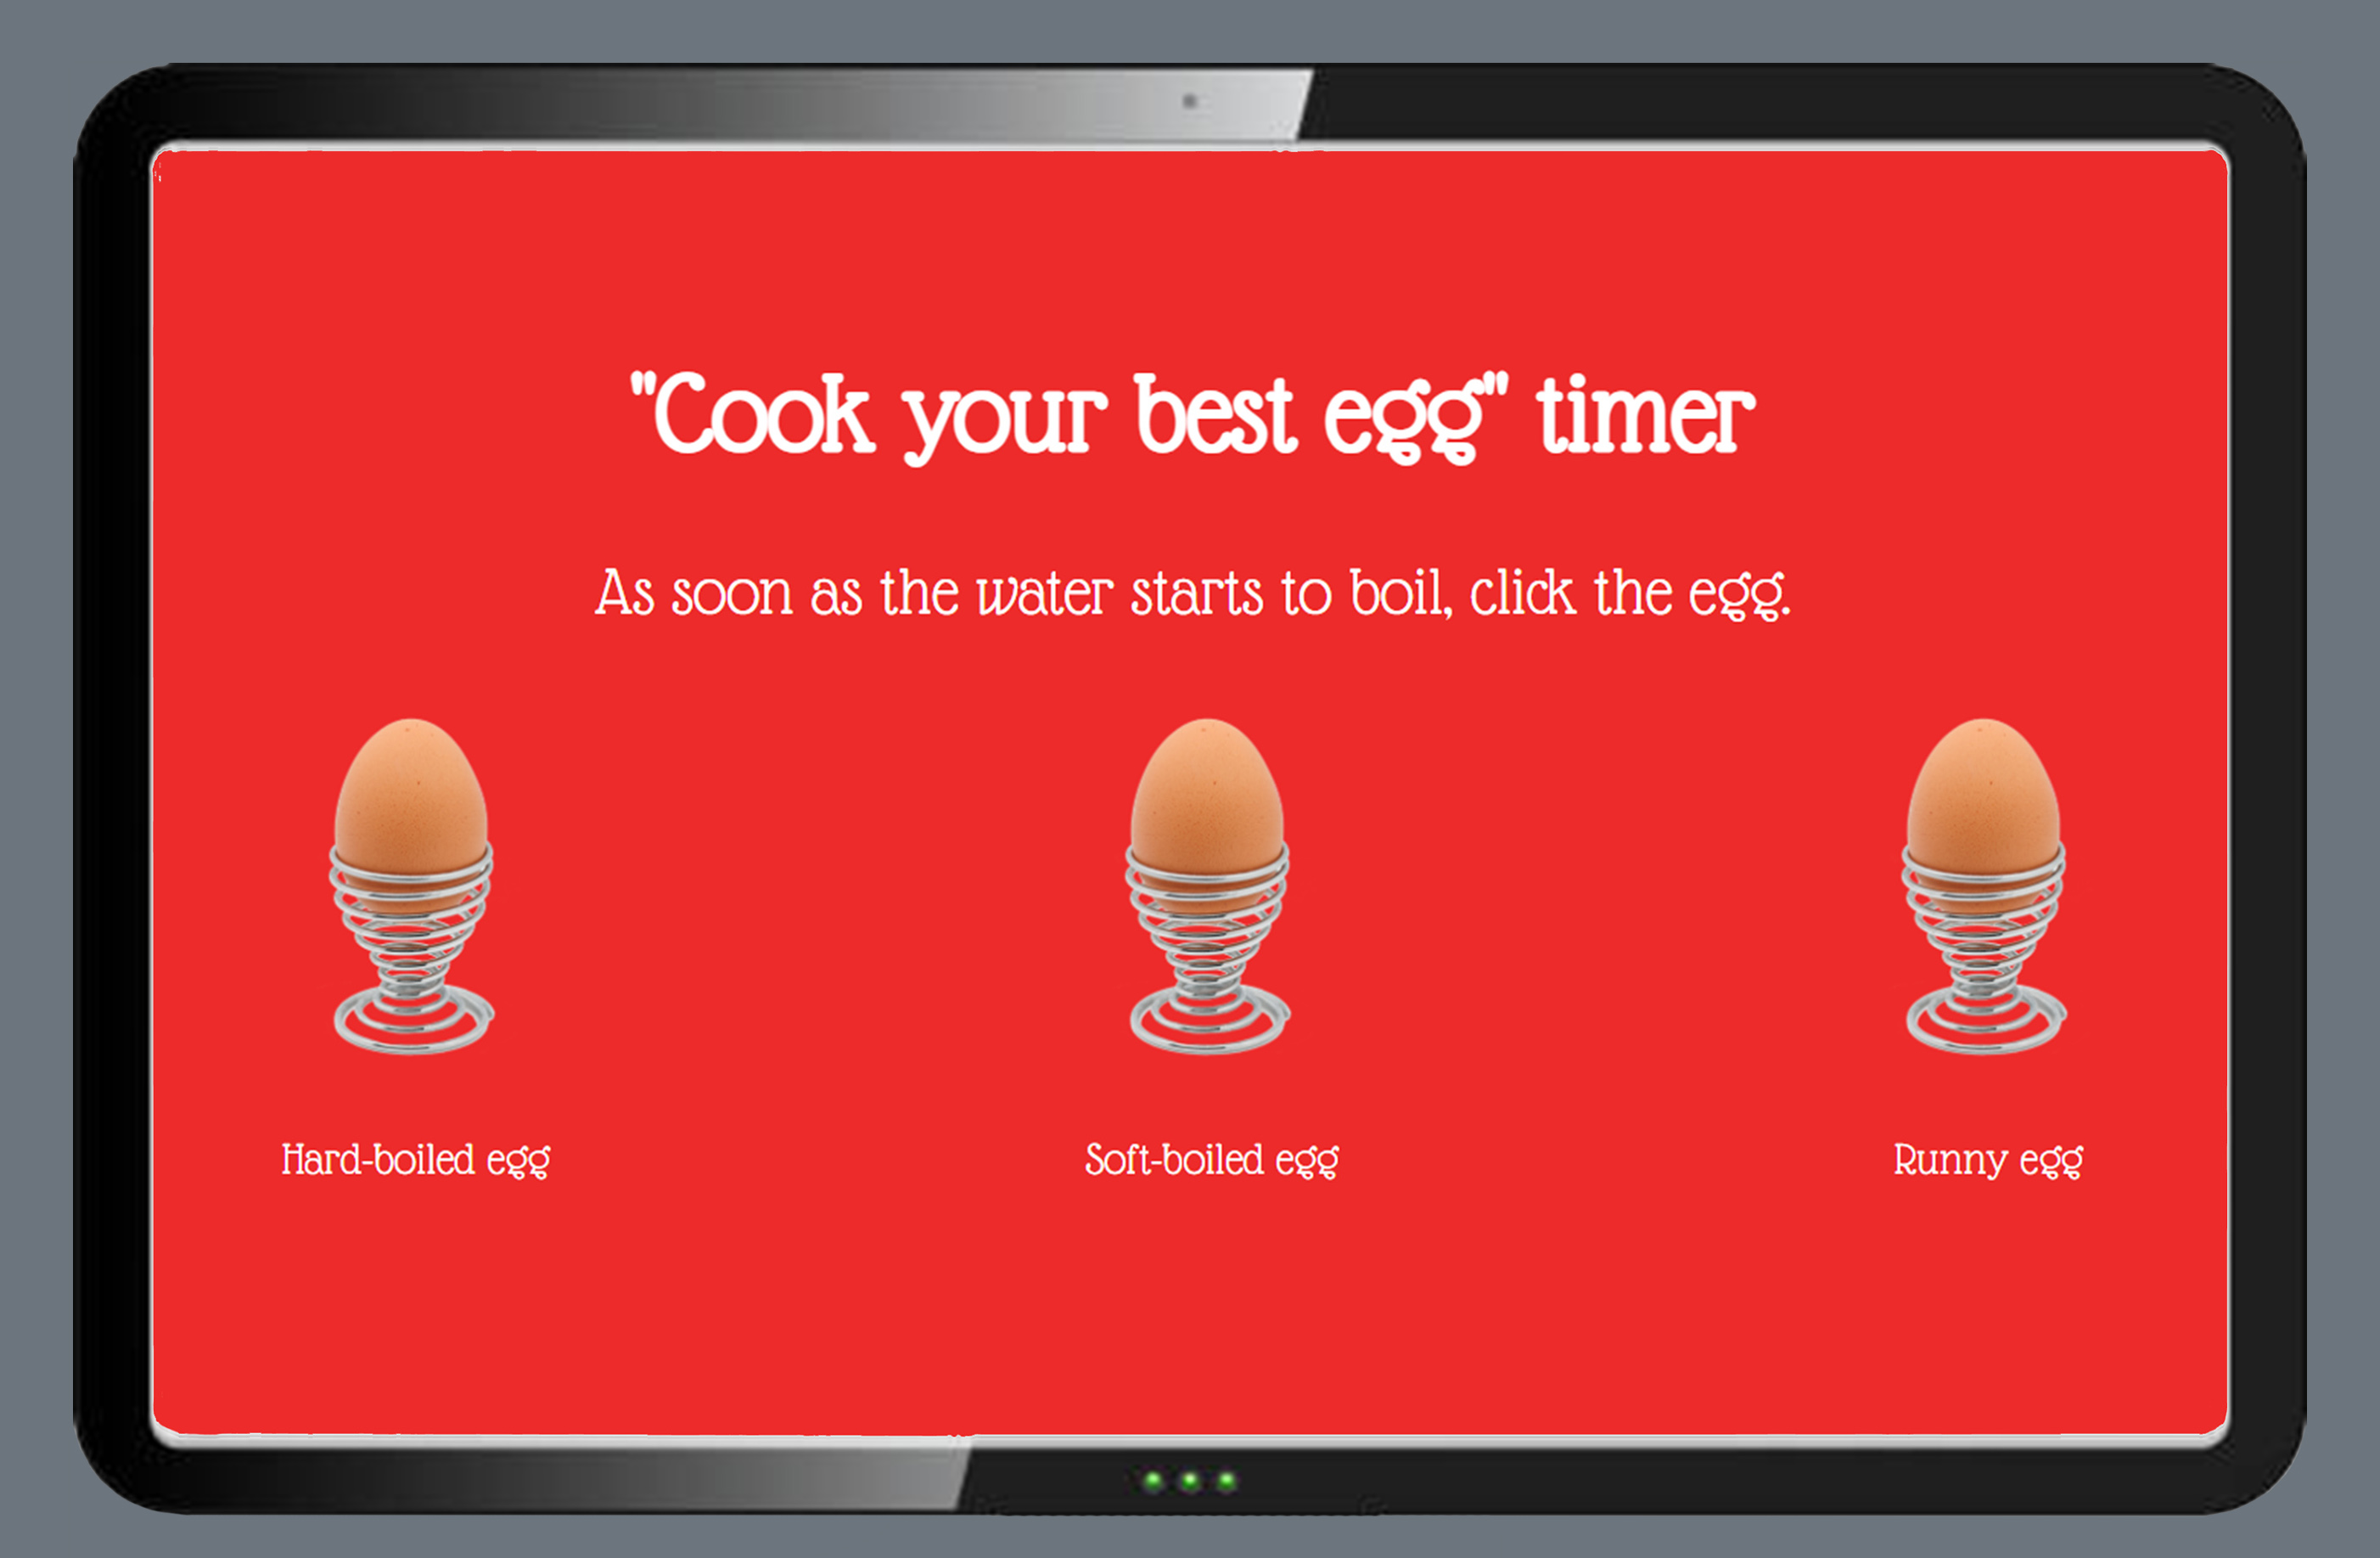 "Cook your best egg" timer
As soon as the water starts to boil, click the egg.
Hard-boiled egg
Soft-boiled egg
Runny egg